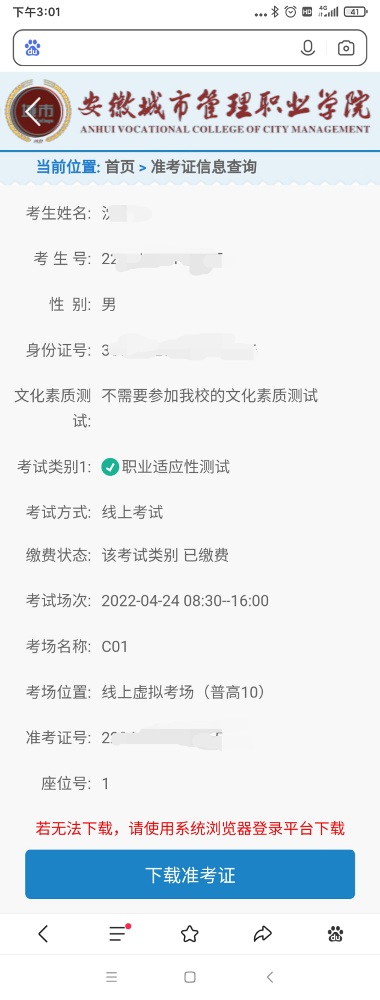 下午3:01
HD
4G
41
du
安徽城市管理职业学院
ANHUI VOCATIONAL COLLEGE OF CITY MANAGEMENT
当前位置: 首页 > 准考证信息查询
考生姓名:
考 生 号: 22
性 别: 男
身份证号: 3
文化素质测试: 不需要参加我校的文化素质测试
考试类别1: 职业适应性测试
考试方式: 线上考试
缴费状态: 该考试类别 已缴费
考试场次: 2022-04-24 08:30--16:00
考场名称: C01
考场位置: 线上虚拟考场（普高10）
准考证号: 2
座位号: 1
若无法下载，请使用系统浏览器登录平台下载
下载准考证
du